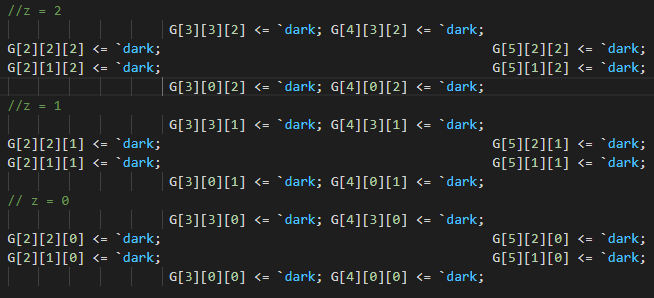 //z = 2
G[3][3][2] <= `dark; G[4][3][2] <= `dark;
G[2][2][2] <= `dark; G[5][2][2] <= `dark;
G[2][1][2] <= `dark; G[5][1][2] <= `dark;
G[3][0][2] <= `dark; G[4][0][2] <= `dark;
//z = 1
G[3][3][1] <= `dark; G[4][3][1] <= `dark;
G[2][2][1] <= `dark; G[5][2][1] <= `dark;
G[2][1][1] <= `dark; G[5][1][1] <= `dark;
G[3][0][1] <= `dark; G[4][0][1] <= `dark;
// z = 0
G[3][3][0] <= `dark; G[4][3][0] <= `dark;
G[2][2][0] <= `dark; G[5][2][0] <= `dark;
G[2][1][0] <= `dark; G[5][1][0] <= `dark;
G[3][0][0] <= `dark; G[4][0][0] <= `dark;